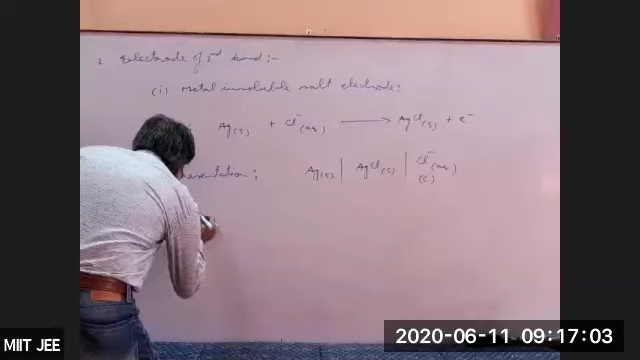 2 Electrode of 2nd kind :-
(i) Metal insoluble salt electrode :
Ag(s) + Cl⁻(aq) ⟶ AgCl(s) + e⁻
resentation : Ag(s) | AgCl(s) | Cl⁻(aq)
(c)
MIIT JEE
2020-06-11 09:17:03